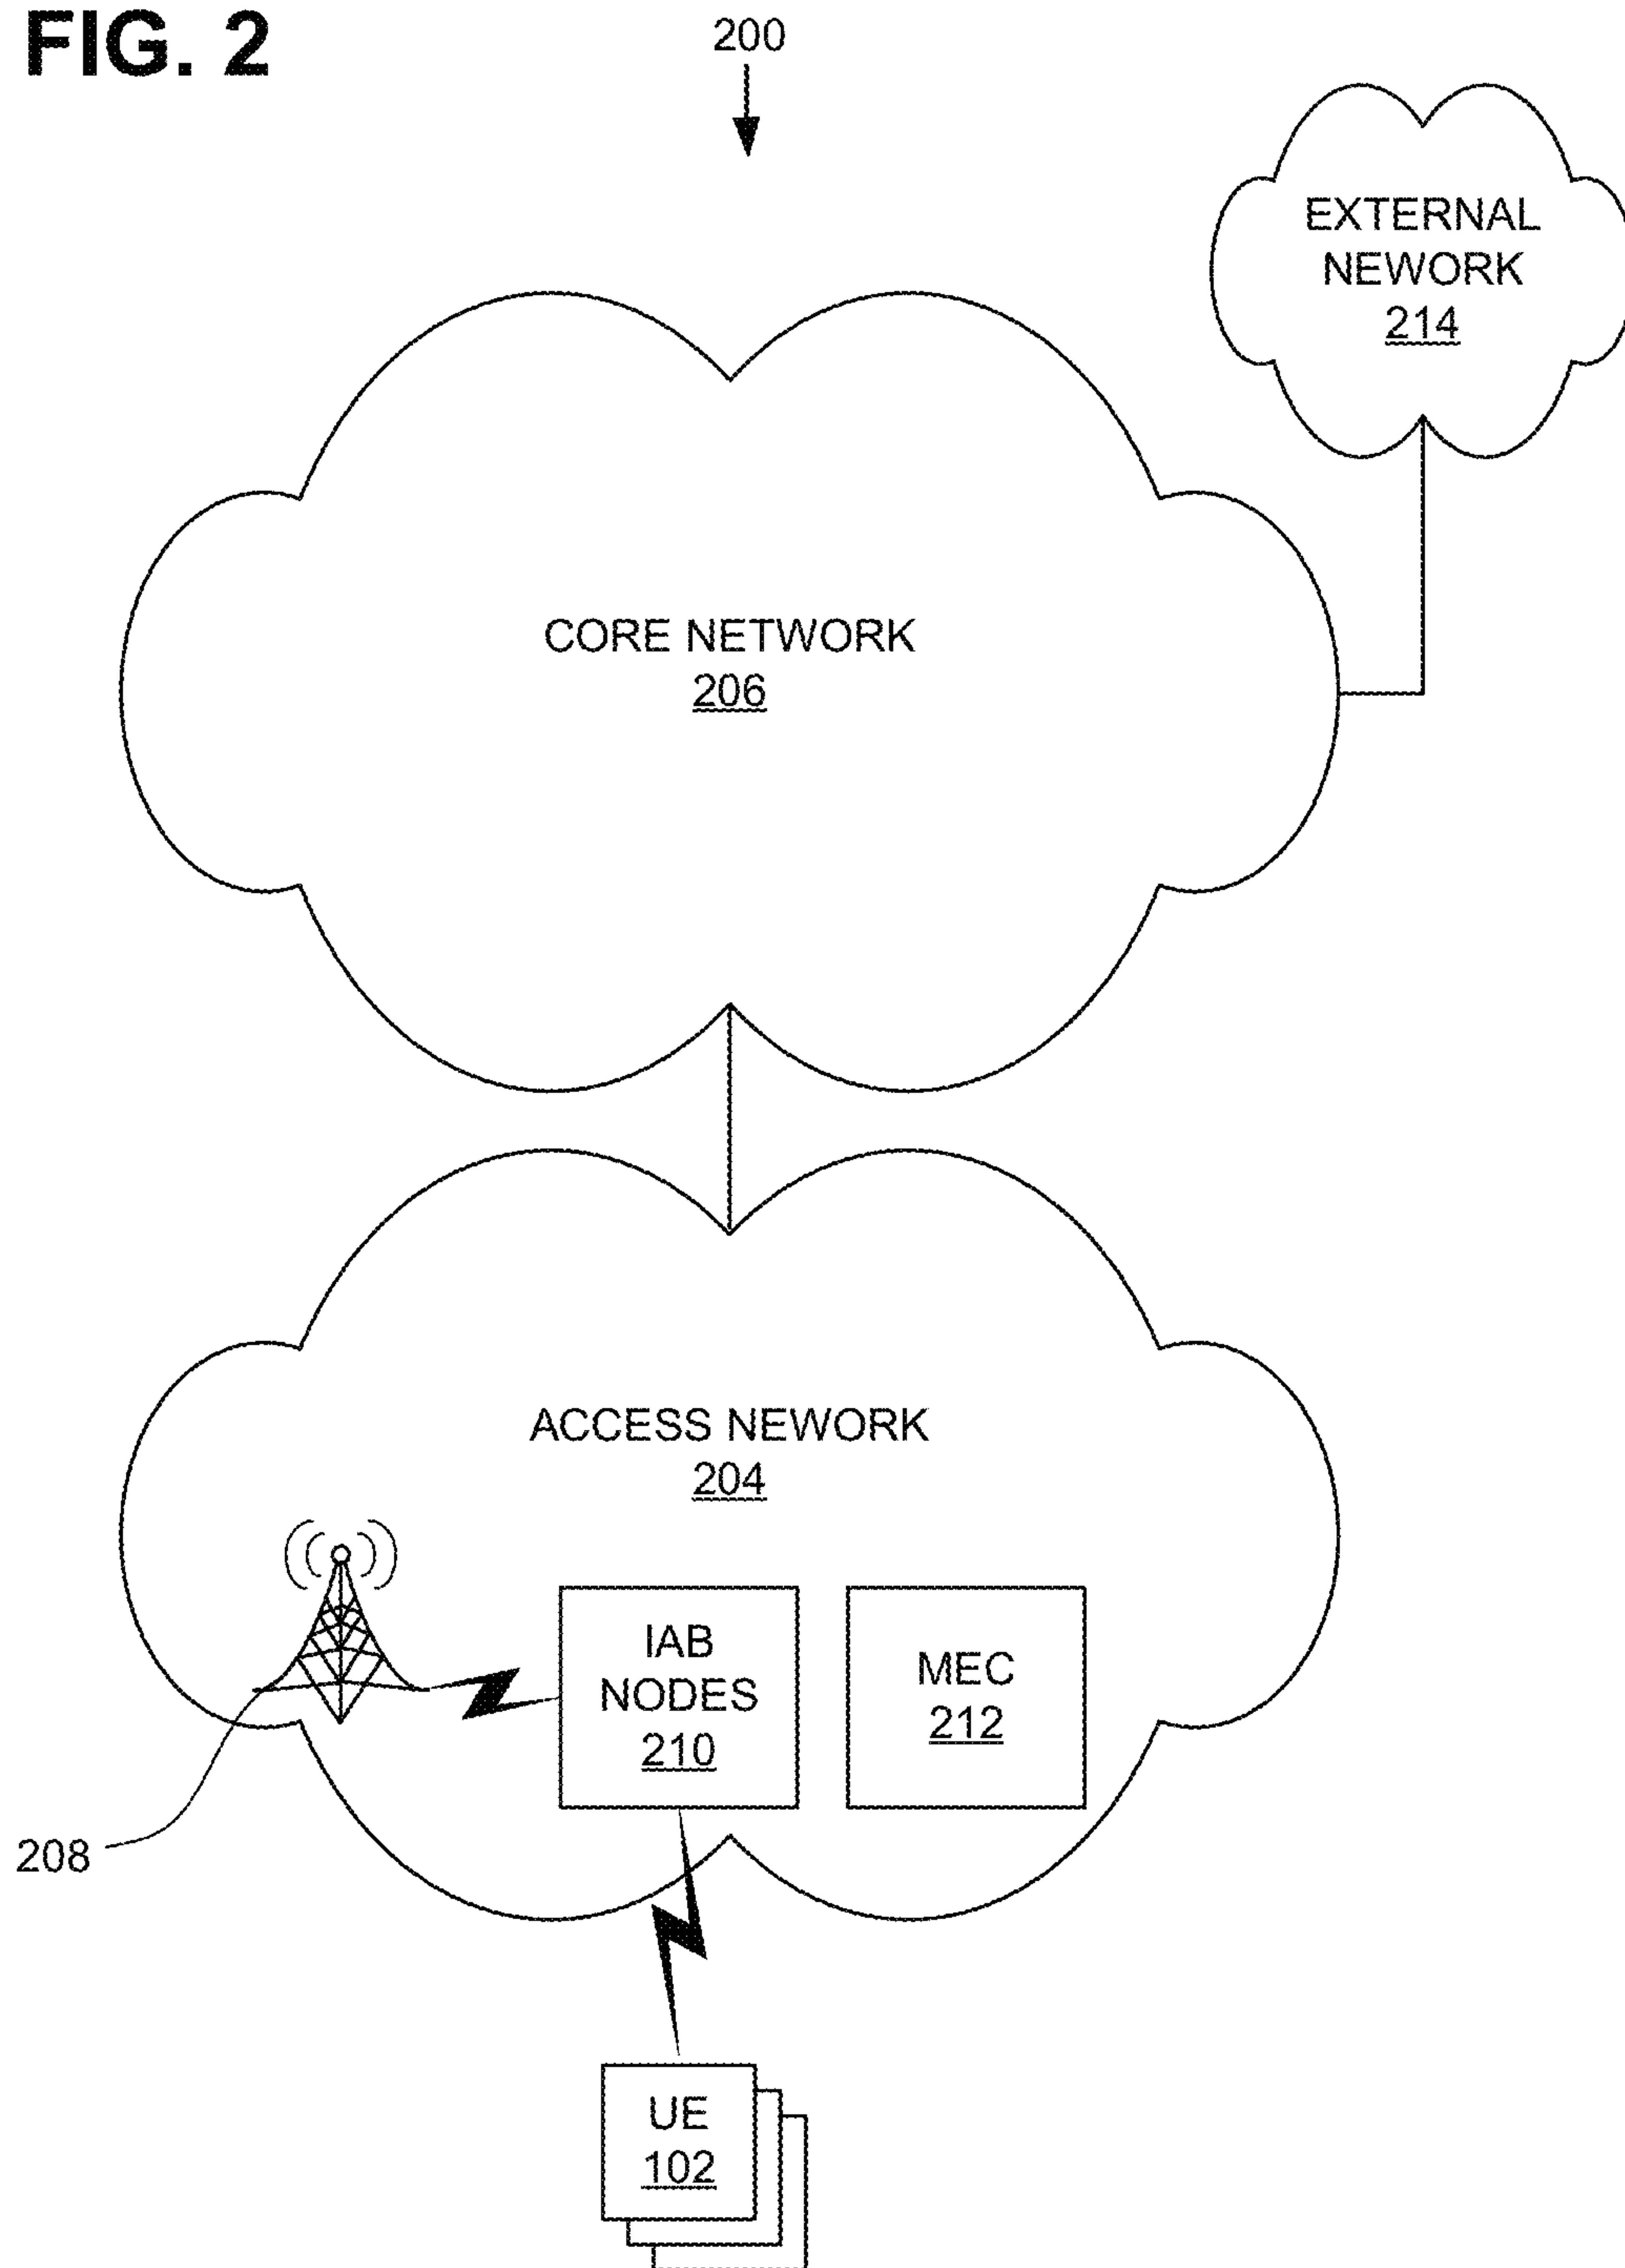 FIG. 2
200
EXTERNAL
NEWORK
214
CORE NETWORK
206
ACCESS NEWORK
204
IAB
NODES
210
MEC
212
208
UE
102